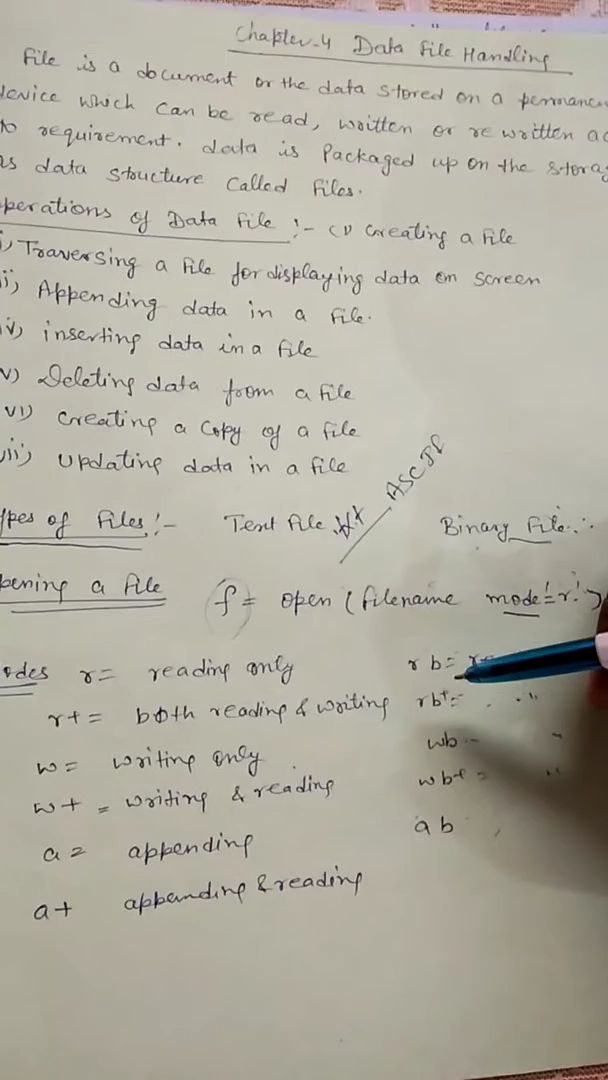 Chapter-4 Data File Handling
File is a document or the data stored on a permanen
device which can be read, written or re written ac
to requirement. data is Packaged up on the storag
as data structure called files.
perations of Data File :- (i) Creating a file
i) Traversing a file for displaying data on screen
ii) Appending data in a file.
iv) inserting data in a file
v) Deleting data from a file
vi) Creating a copy of a file
vii) updating data in a file
ASCII
ypes of files :- Text file Binary File
pening a file f = open (filename mode='r')
odes r = reading only rb =
r+ = both reading & writing rb+ = "
w = writing only wb - "
w+ = writing & reading wb+ = "
a = appending ab
a+ appending & reading